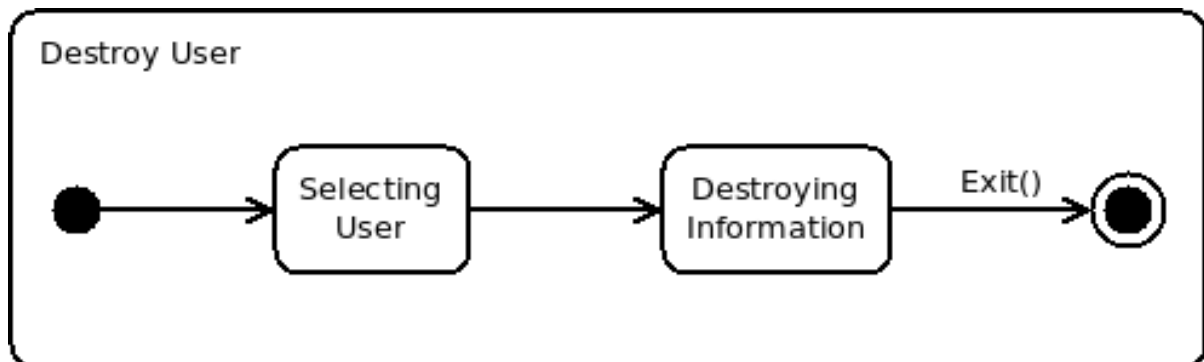 Destroy User
Selecting
User
Destroying
Information
Exit()